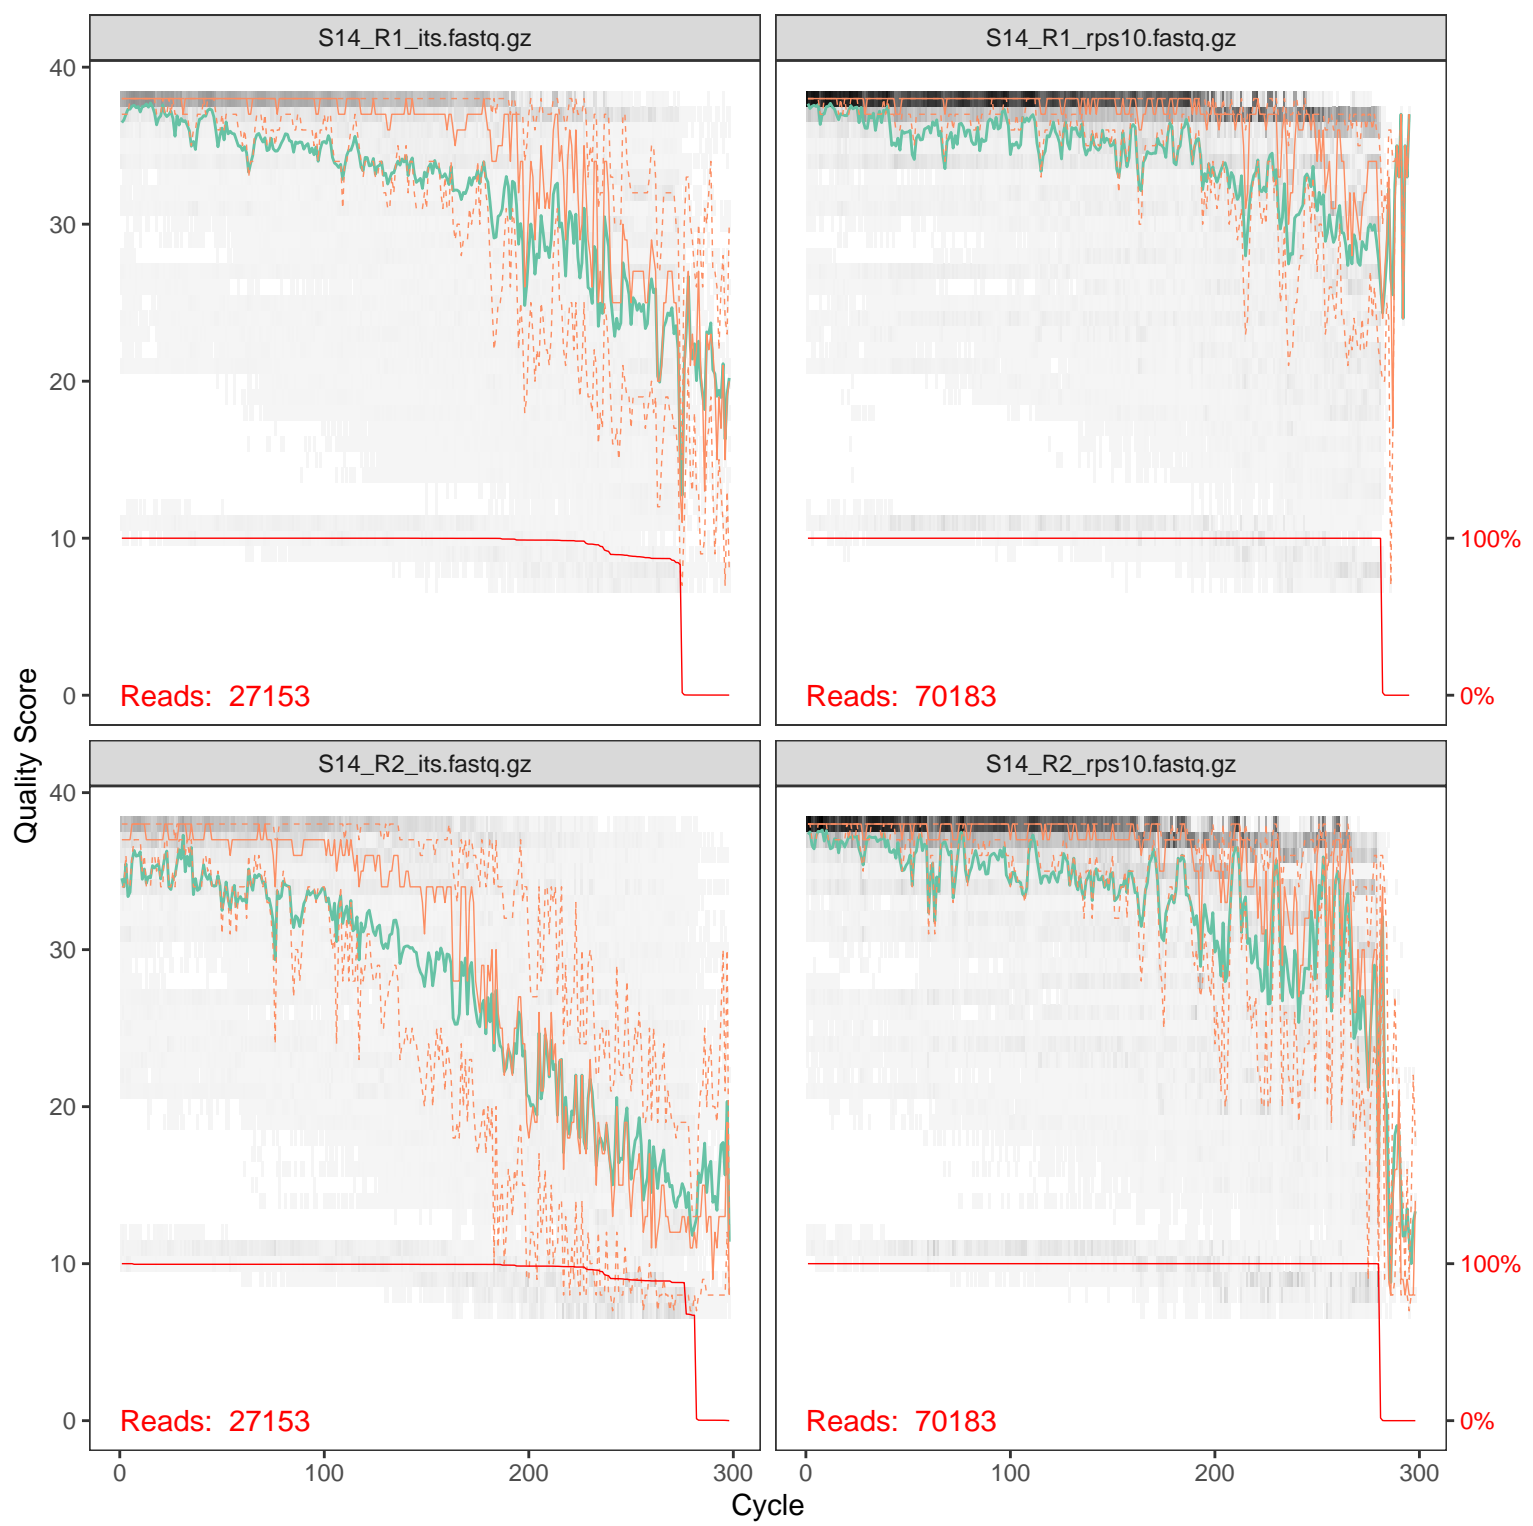 S14_R1_its.fastq.gz
S14_R1_rps10.fastq.gz
40
30
20
10
0
100%
0%
Reads: 27153
Reads: 70183
Quality Score
S14_R2_its.fastq.gz
S14_R2_rps10.fastq.gz
40
30
20
10
0
100%
0%
Reads: 27153
Reads: 70183
0 100 200 300
0 100 200 300
Cycle